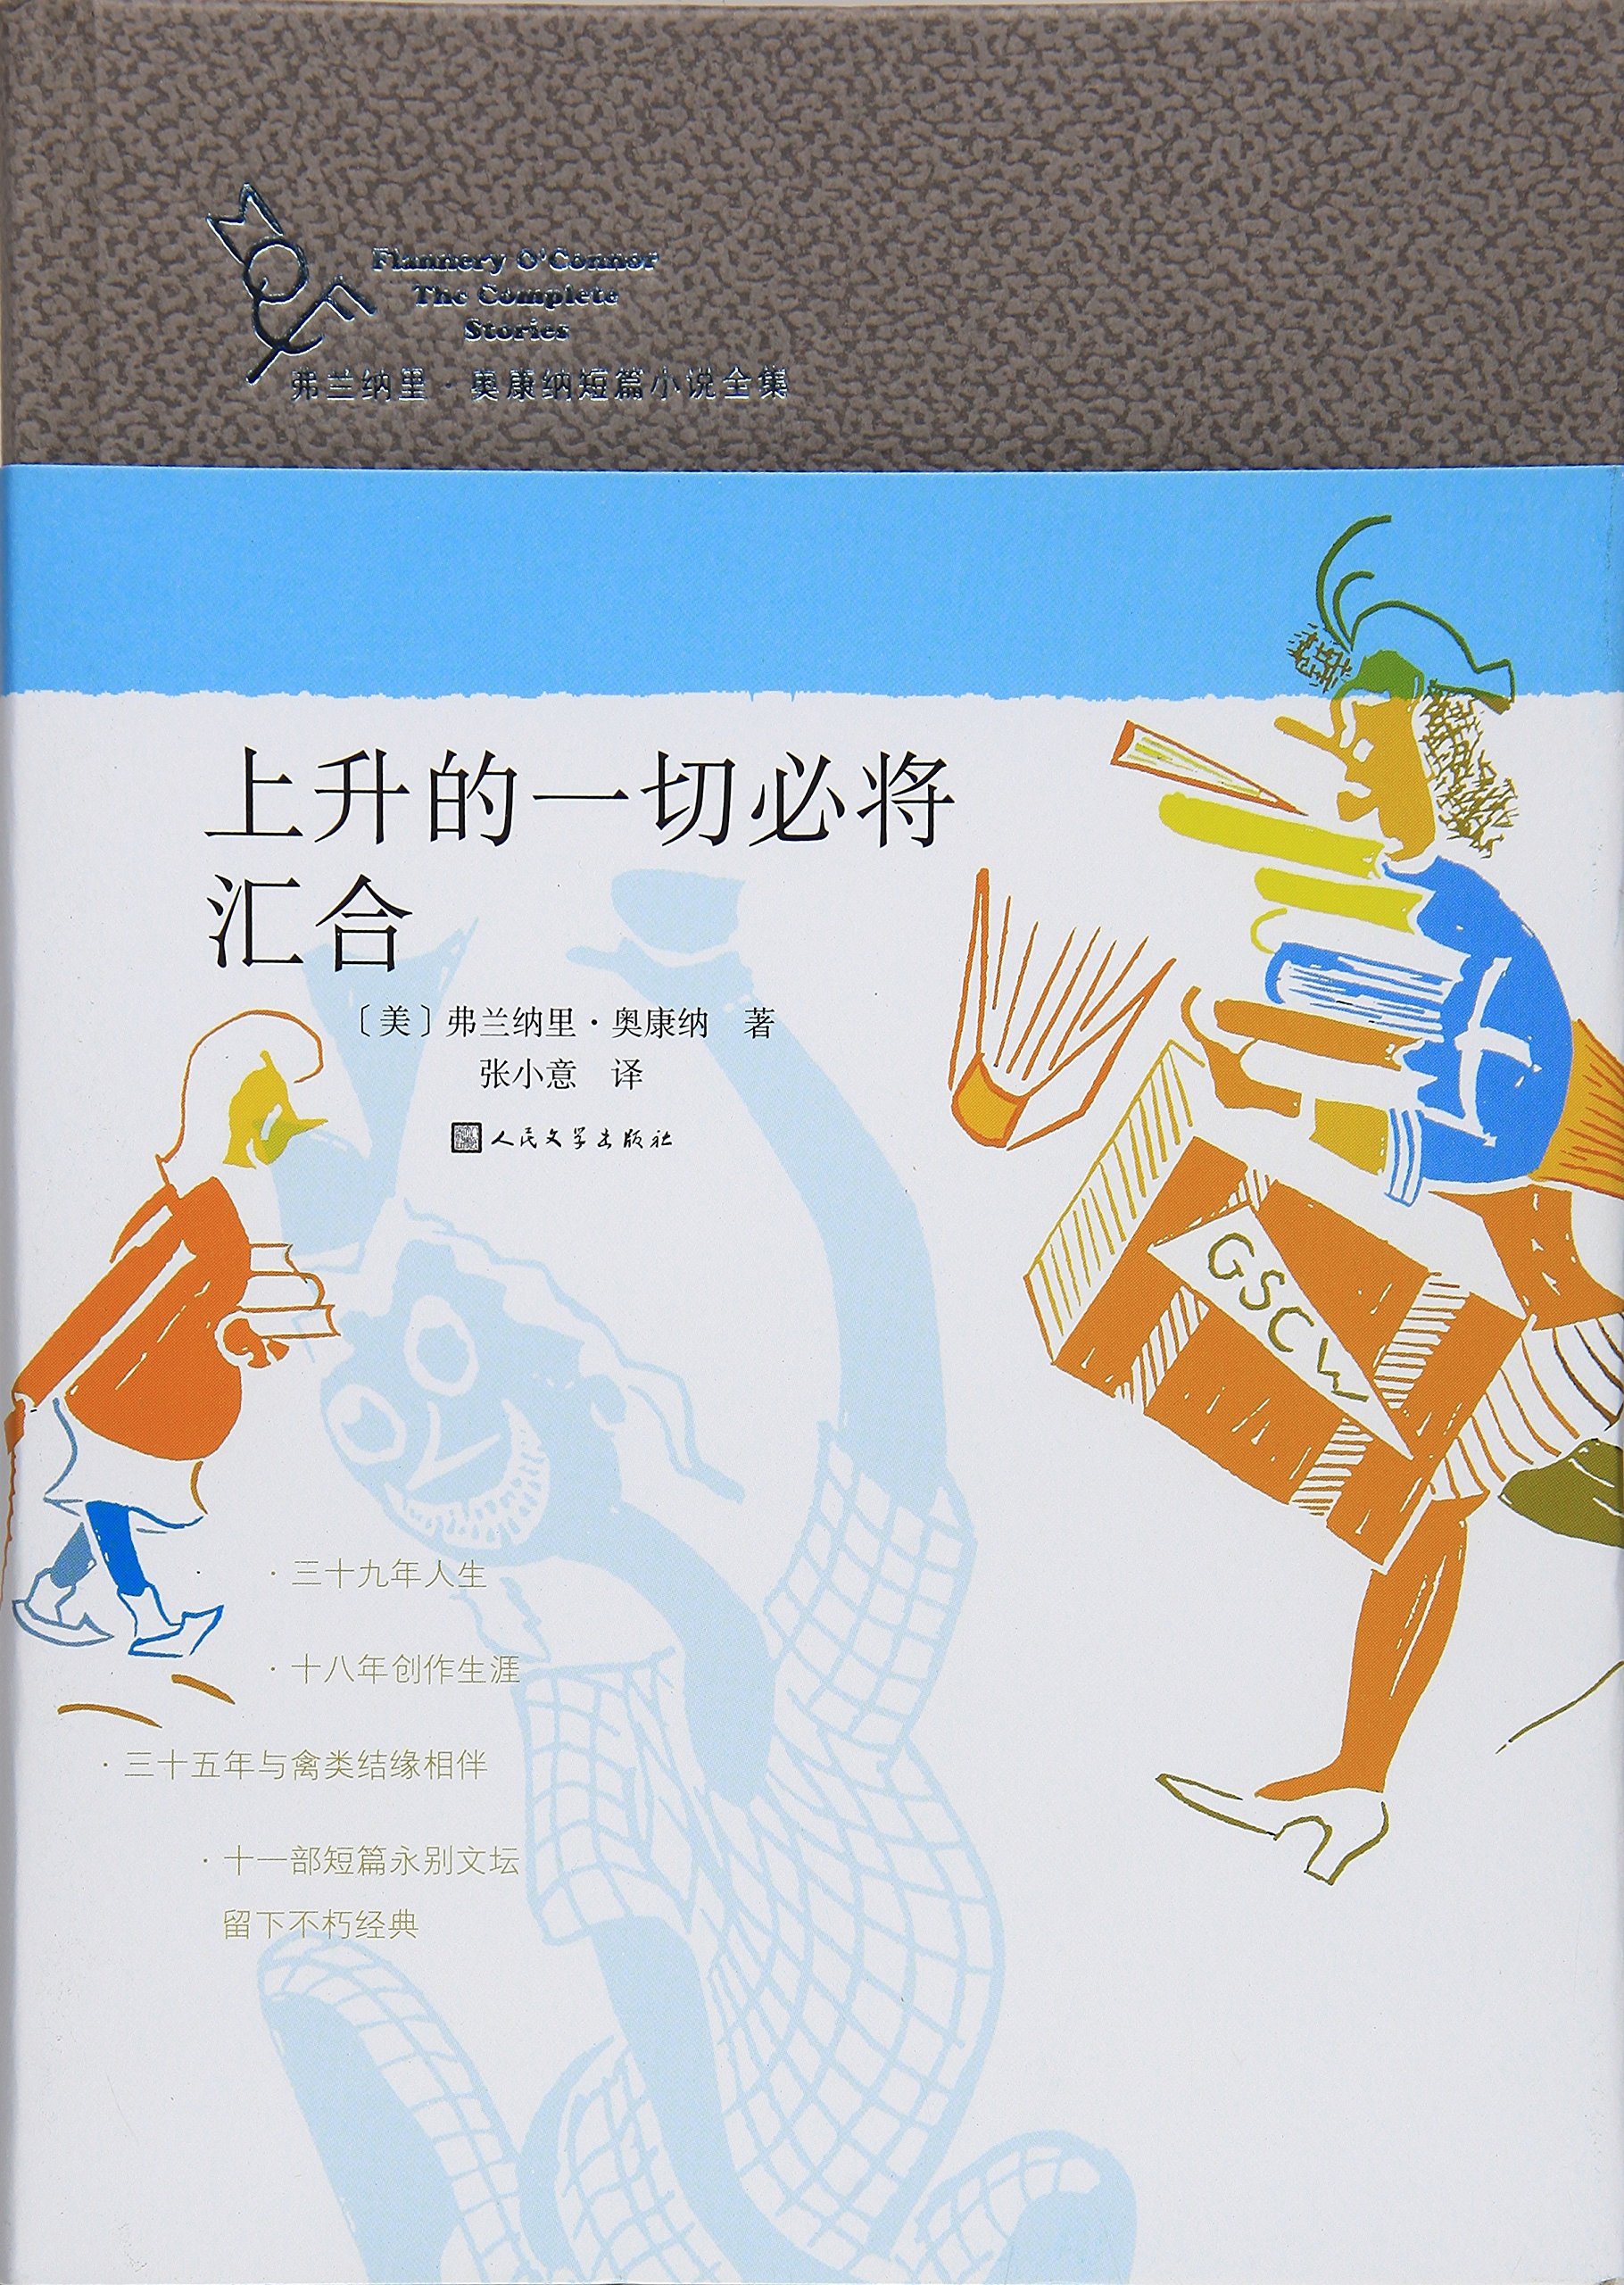 Flannery O'Connor
The Complete
Stories
弗兰纳里·奥康纳短篇小说全集
上升的一切必将
汇合
〔美〕弗兰纳里·奥康纳 著
张小意 译
人民文学出版社
GSCW
·三十九年人生
·十八年创作生涯
·三十五年与禽类结缘相伴
·十一部短篇永别文坛
留下不朽经典